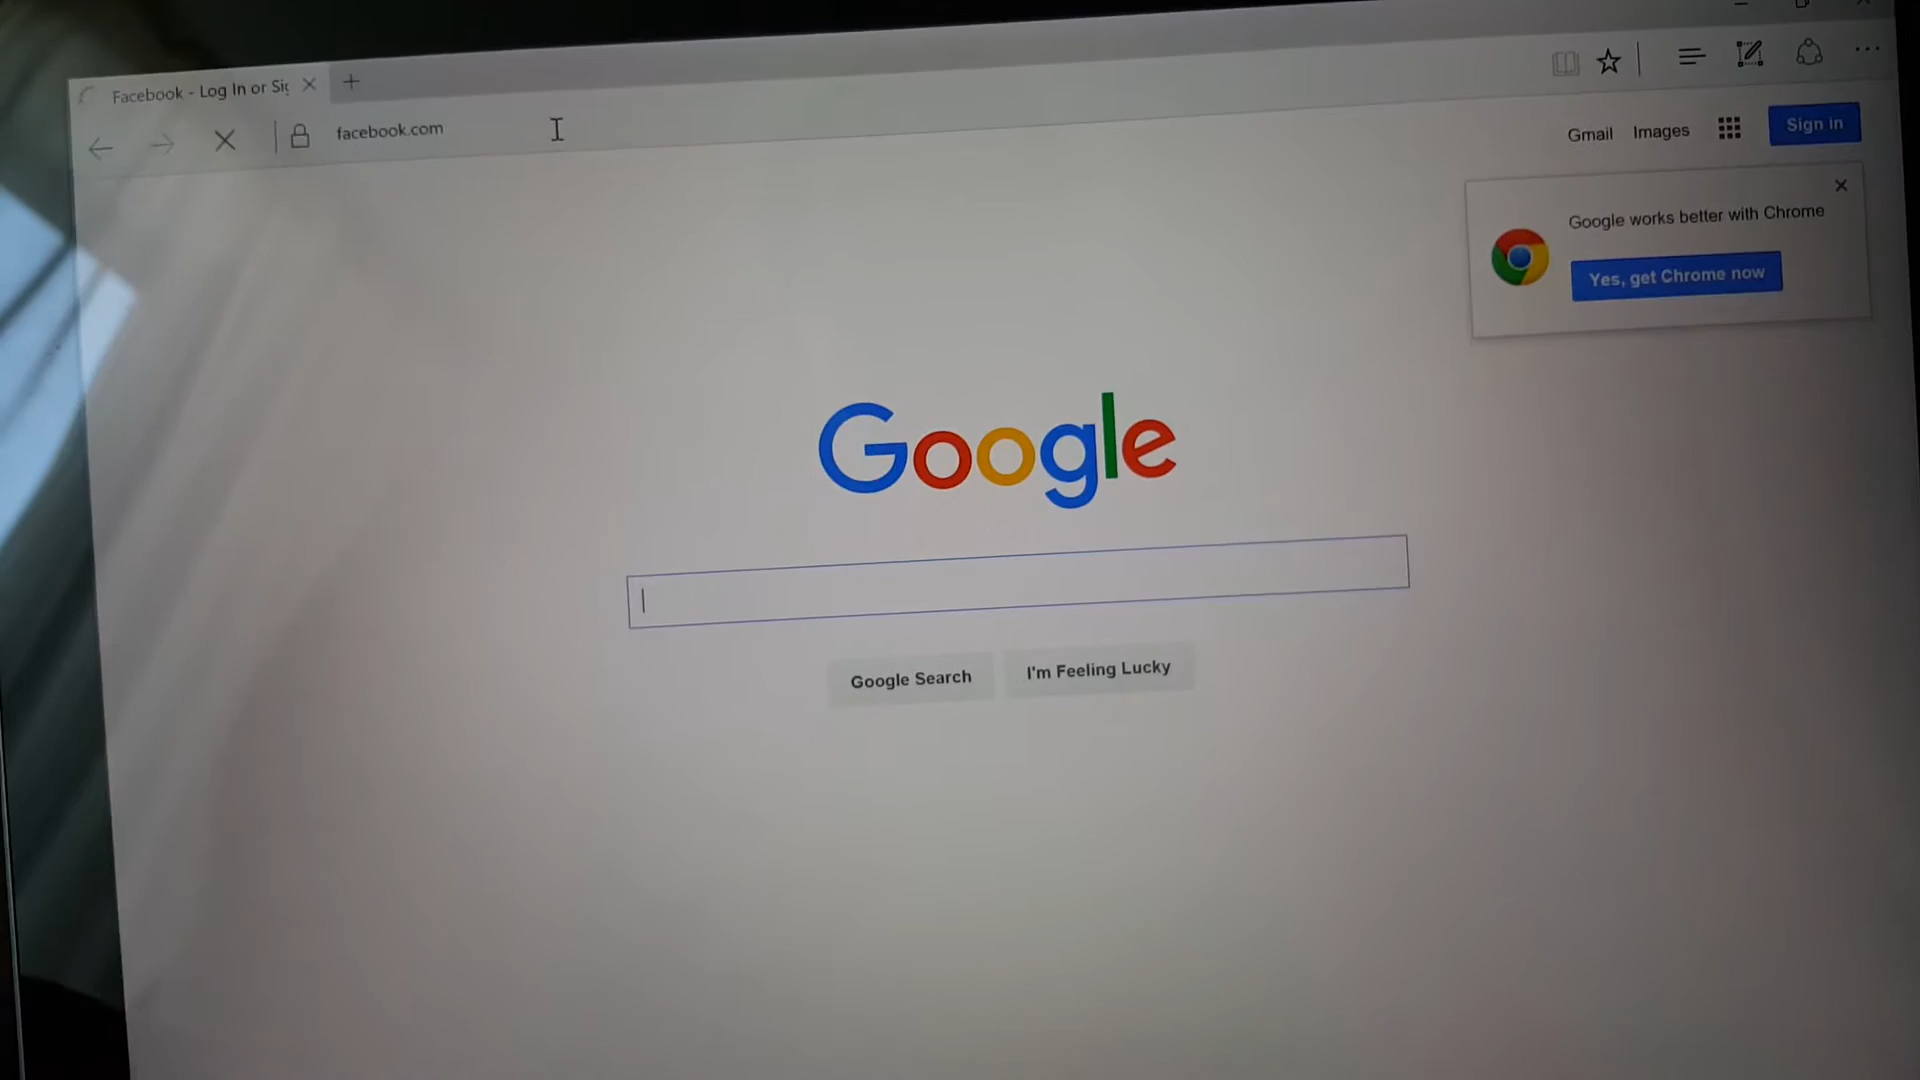 Facebook - Log In or Sig
facebook.com
Gmail Images Sign in
Google works better with Chrome
Yes, get Chrome now
Google
Google Search I'm Feeling Lucky